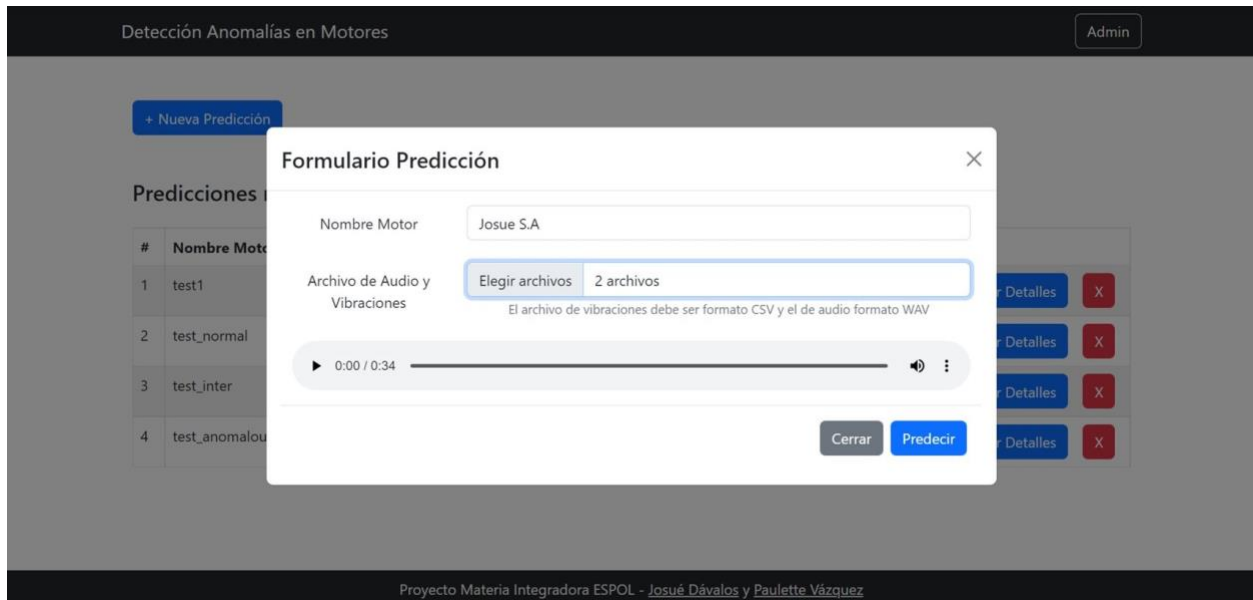 Detección Anomalías en Motores
Admin
+ Nueva Predicción
Formulario Predicción
Predicciones
Nombre Motor
Josue S.A
# Nombre
Archivo de Audio y
Vibraciones
Elegir archivos 2 archivos
El archivo de vibraciones debe ser formato CSV y el de audio formato WAV
1 test1
Detalles X
2 test_normal
Detalles X
0:00 / 0:34
3 test_inter
Detalles X
4 test_anomalou
Detalles X
Cerrar
Predecir
Proyecto Materia Integradora ESPOL - Josué Dávalos y Paulette Vázquez